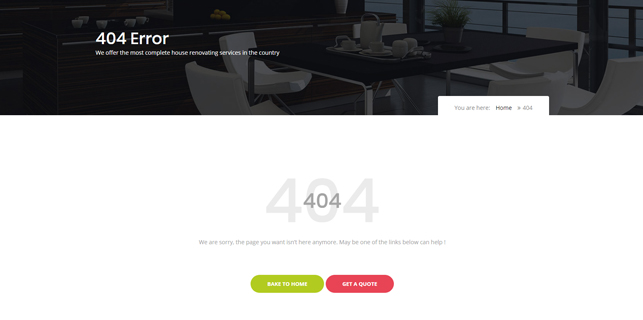 404 Error
We offer the most complete house renovating services in the country
You are here: Home » 404
404
404
We are sorry, the page you want isn't here anymore. May be one of the links below can help !
BAKE TO HOME GET A QUOTE